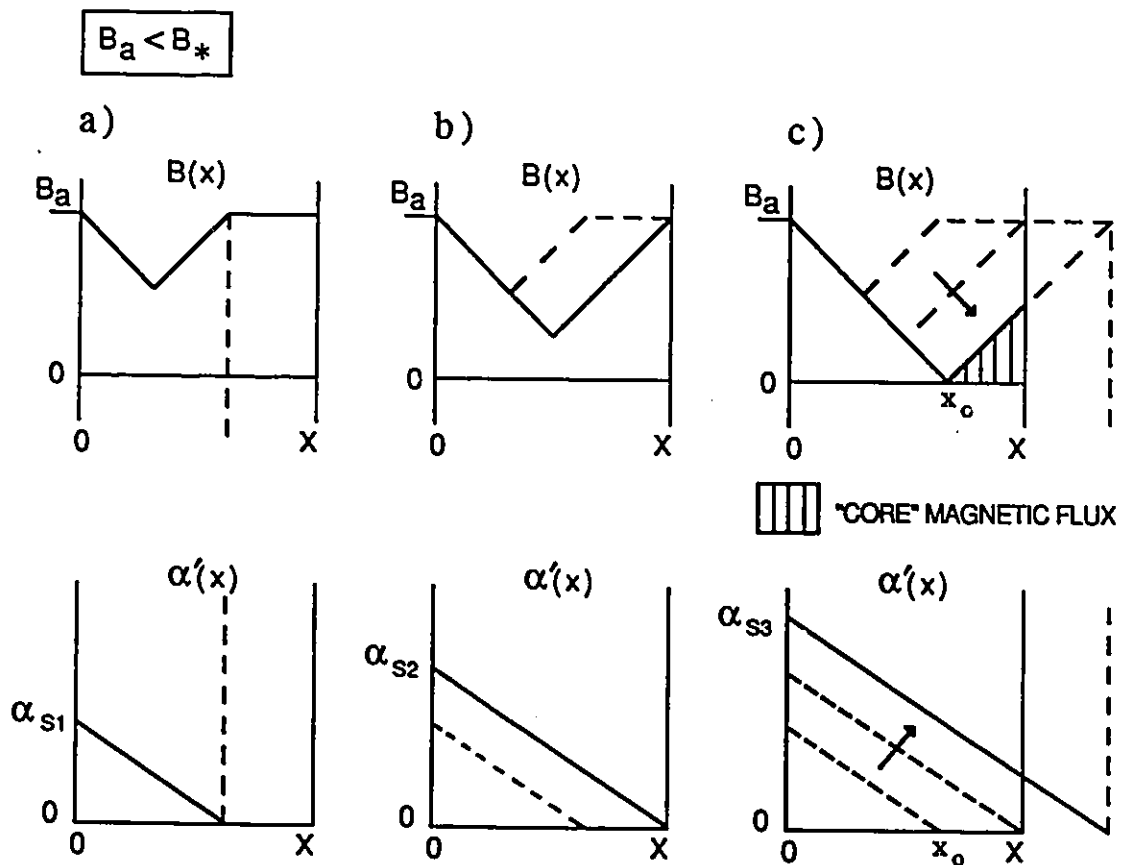 B_a < B_*
a)
b)
c)
B(x)
B(x)
B(x)
B_a
B_a
B_a
0
0
0
x_o
0
X
0
X
0
X
"CORE" MAGNETIC FLUX
α'(x)
α'(x)
α'(x)
α_S1
α_S2
α_S3
0
0
0
0
X
0
X
0
x_o
X